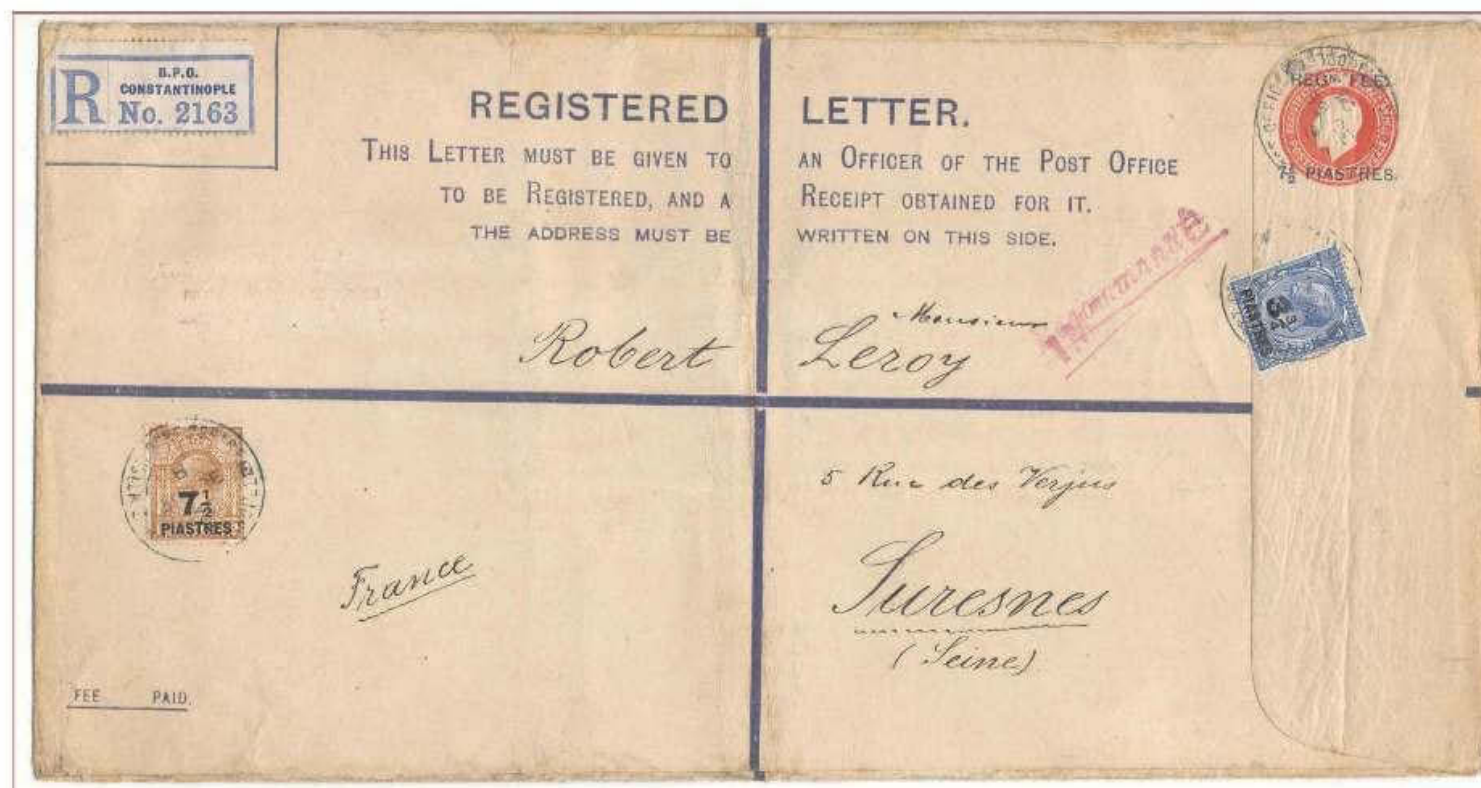 R
B.P.O.
CONSTANTINOPLE
No. 2163
REGISTERED LETTER.
THIS LETTER MUST BE GIVEN TO AN OFFICER OF THE POST OFFICE
TO BE REGISTERED, AND A RECEIPT OBTAINED FOR IT.
THE ADDRESS MUST BE WRITTEN ON THIS SIDE.
REGN. FEE
7½ PIASTRES.
3¾
PIASTRES
Monsieur
Robert Leroy
7½
PIASTRES
5 Rue des Verjus
France
Suresnes
(Seine)
FEE PAID.